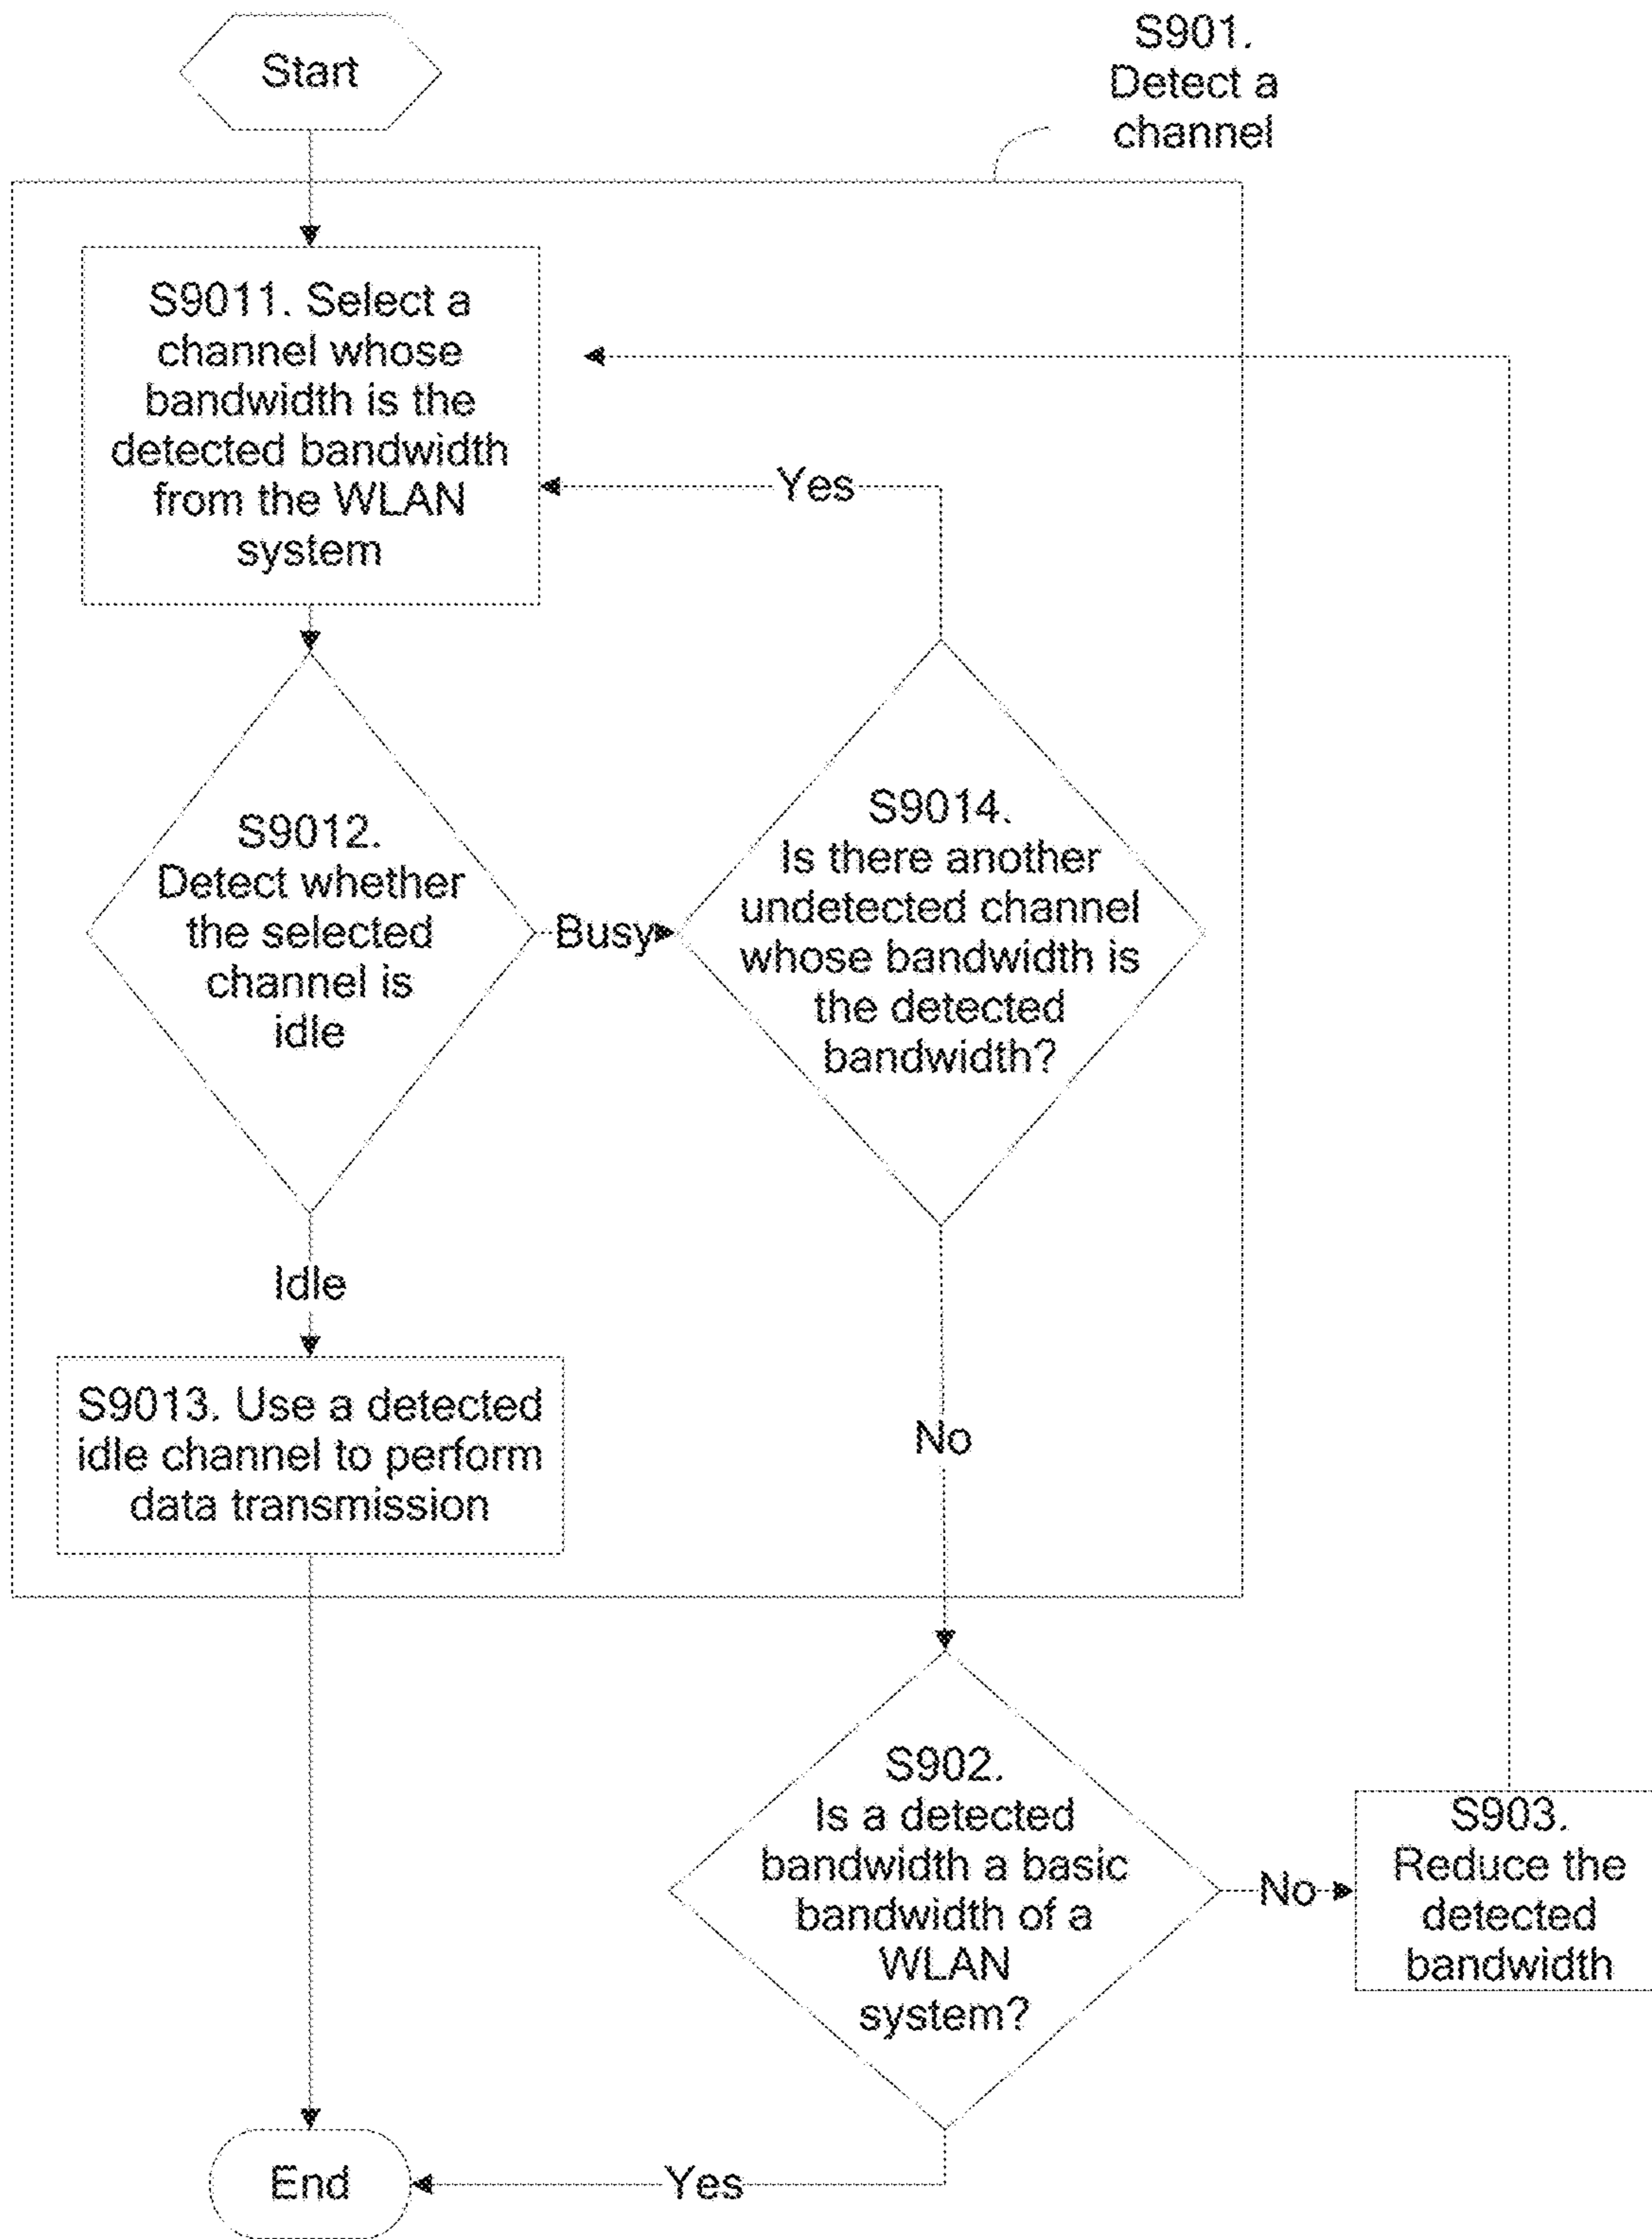 Start
S901.
Detect a
channel
S9011. Select a
channel whose
bandwidth is the
detected bandwidth
from the WLAN
system
Yes
S9012.
Detect whether
the selected
channel is
idle
Busy
S9014.
Is there another
undetected channel
whose bandwidth is
the detected
bandwidth?
Idle
S9013. Use a detected
idle channel to perform
data transmission
No
S902.
Is a detected
bandwidth a basic
bandwidth of a
WLAN
system?
No
S903.
Reduce the
detected
bandwidth
Yes
End